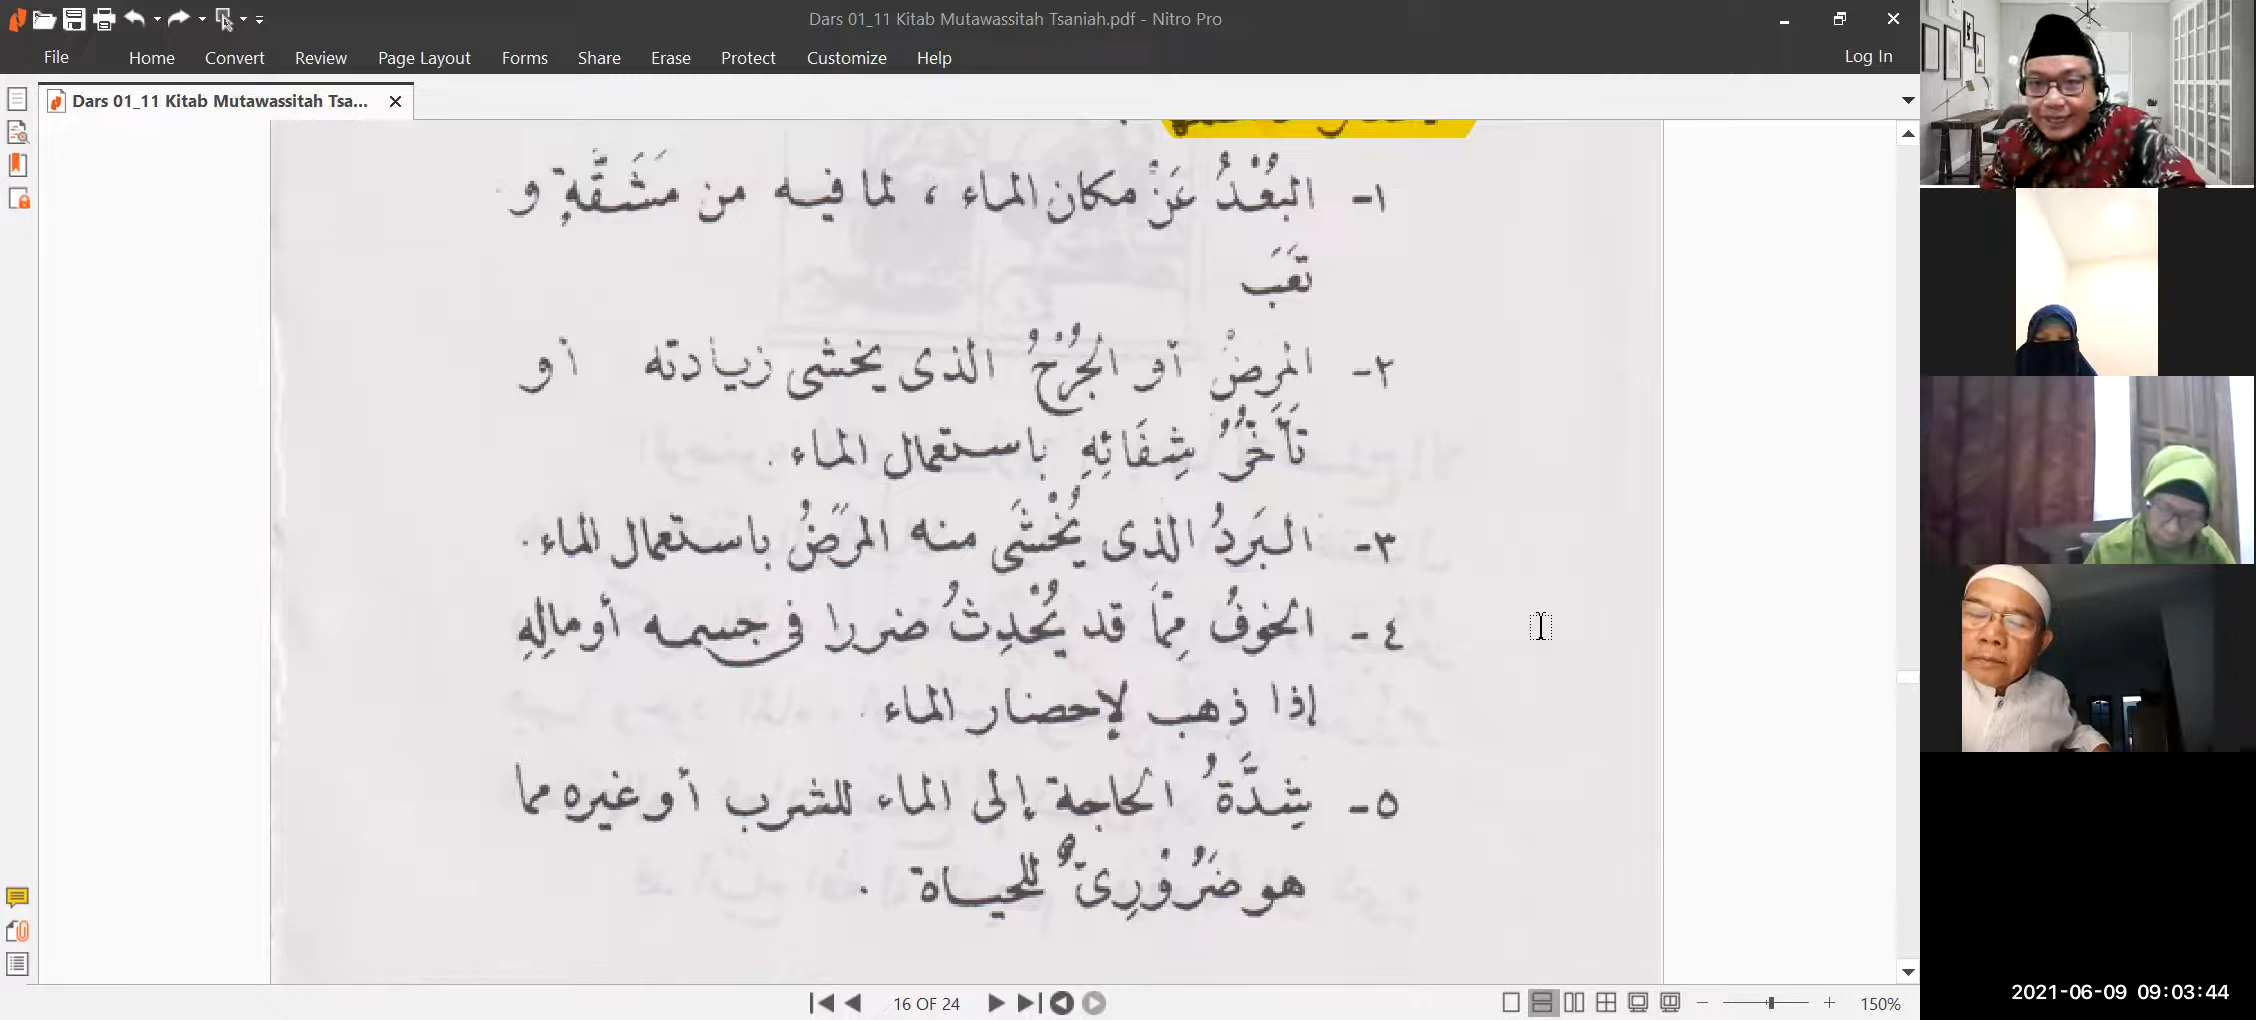 Dars 01_11 Kitab Mutawassitah Tsaniah.pdf - Nitro Pro
File Home Convert Review Page Layout Forms Share Erase Protect Customize Help Log In
Dars 01_11 Kitab Mutawassitah Tsa...
١- البُعْدُ عَنْ مكان الماء ، لما فيه من مَشَقَّةٍ و
تَعَبَ
٢- المرضُ أو الجُرْحُ الذى يخشى زيادته أو
تَأَخُّرُ شِفَائِهِ باستعمال الماء .
٣- البَردُ الذى يُخْشَى منه المرَضُ باستعمال الماء .
٤- الخوفُ مِمَّا قد يُحْدِثُ ضررا فى جسمه أو مالِهِ
إذا ذهب لإحضار الماء .
٥- شِدَّةُ الحاجة إلى الماء للشرب أو غيره مما
هو ضَرُوْرِىٌّ للحياة .
16 OF 24
150%
2021-06-09 09:03:44